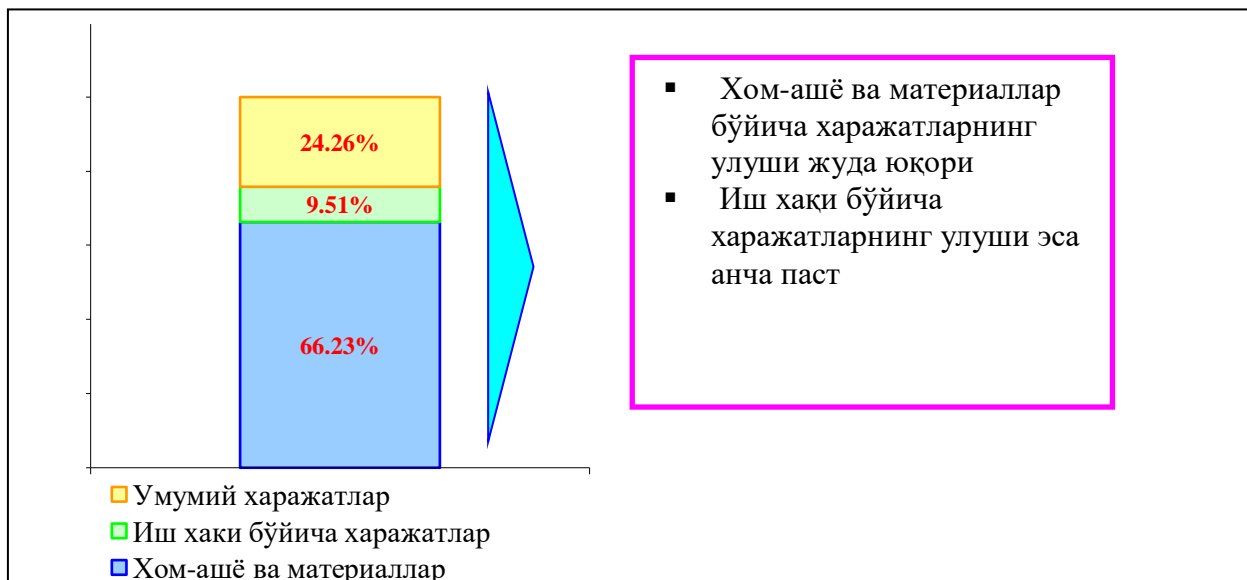 24.26%
9.51%
66.23%
Умумий харажатлар
Иш хаки бўйича харажатлар
Хом-ашё ва материаллар
▪ Хом-ашё ва материаллар
бўйича харажатларнинг
улуши жуда юқори
▪ Иш хақи бўйича
харажатларнинг улуши эса
анча паст